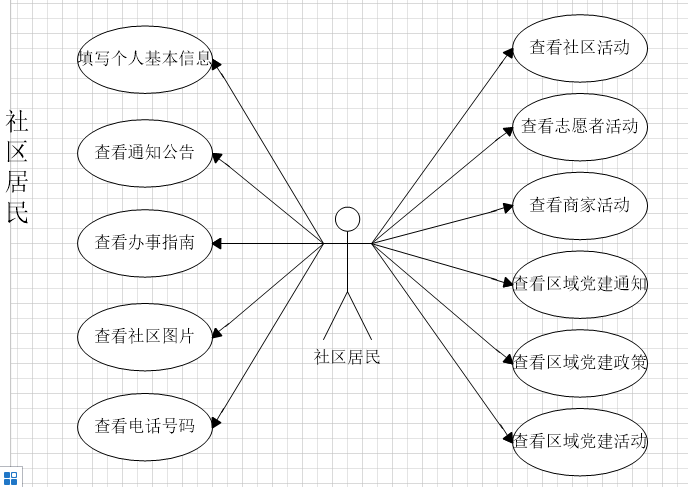 社区居民
填写个人基本信息
查看通知公告
查看办事指南
查看社区图片
查看电话号码
社区居民
查看社区活动
查看志愿者活动
查看商家活动
查看区域党建通知
查看区域党建政策
查看区域党建活动